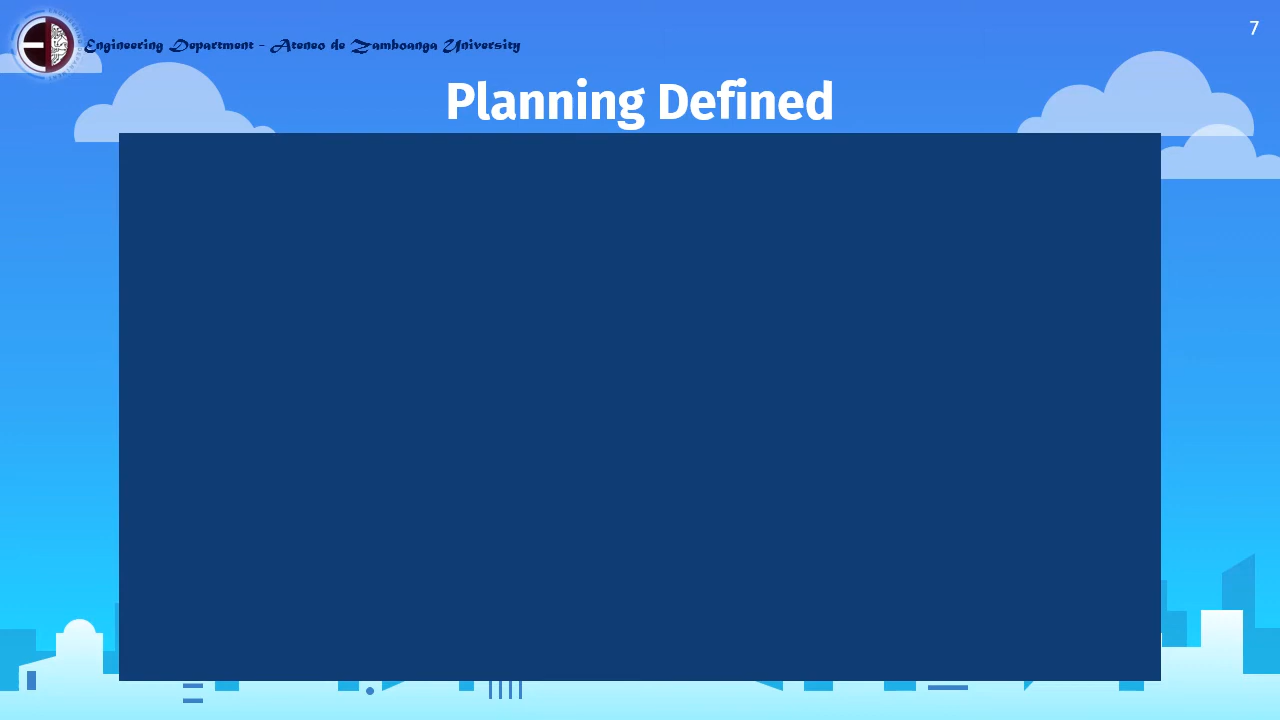 7
Engineering Department - Ateneo de Zamboanga University
Planning Defined